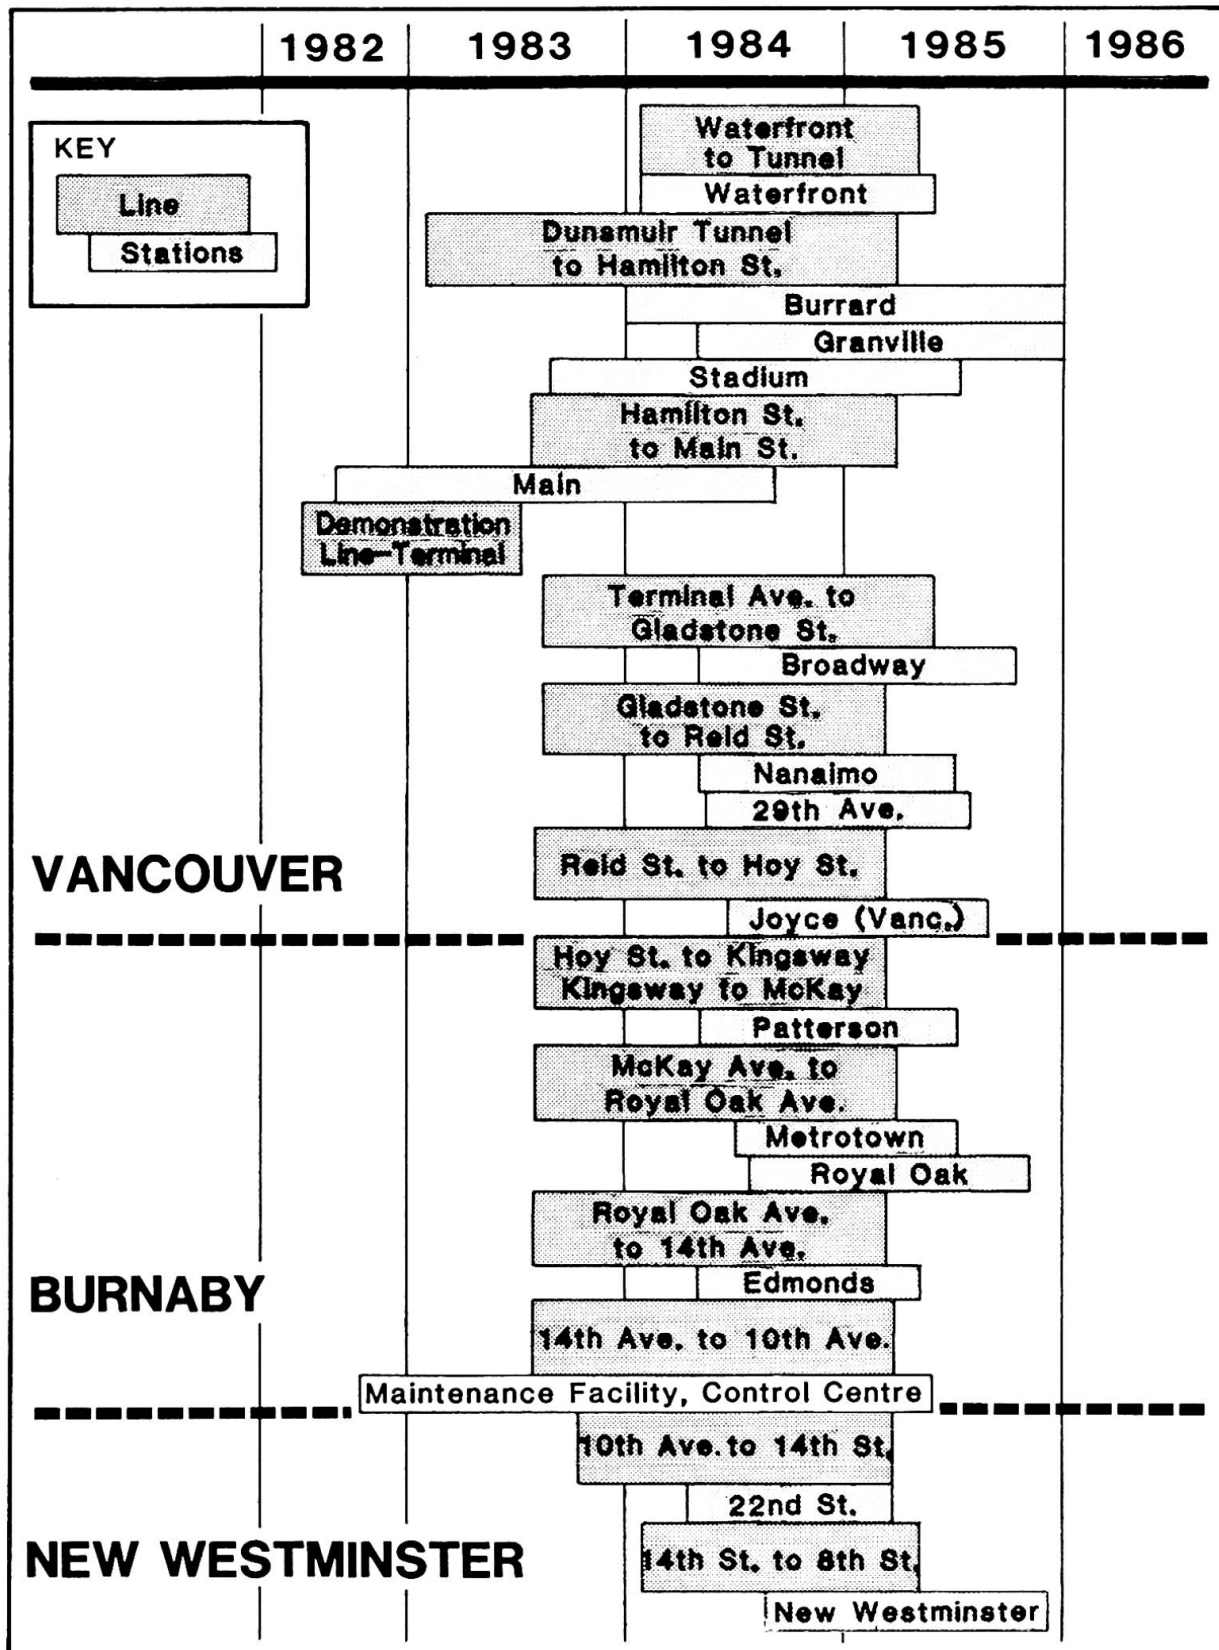 1982 1983 1984 1985 1986
KEY
Line
Stations
Waterfront
to Tunnel
Waterfront
Dunsmuir Tunnel
to Hamilton St.
Burrard
Granville
Stadium
Hamilton St.
to Main St.
Main
Demonstration
Line-Terminal
Terminal Ave. to
Gladstone St.
Broadway
Gladstone St.
to Reid St.
Nanaimo
29th Ave.
Reid St. to Hoy St.
VANCOUVER
Joyce (Vanc.)
Hoy St. to Kingsway
Kingsway to McKay
Patterson
McKay Ave. to
Royal Oak Ave.
Metrotown
Royal Oak
Royal Oak Ave.
to 14th Ave.
Edmonds
BURNABY
14th Ave. to 10th Ave.
Maintenance Facility, Control Centre
10th Ave. to 14th St.
22nd St.
14th St. to 8th St.
NEW WESTMINSTER
New Westminster